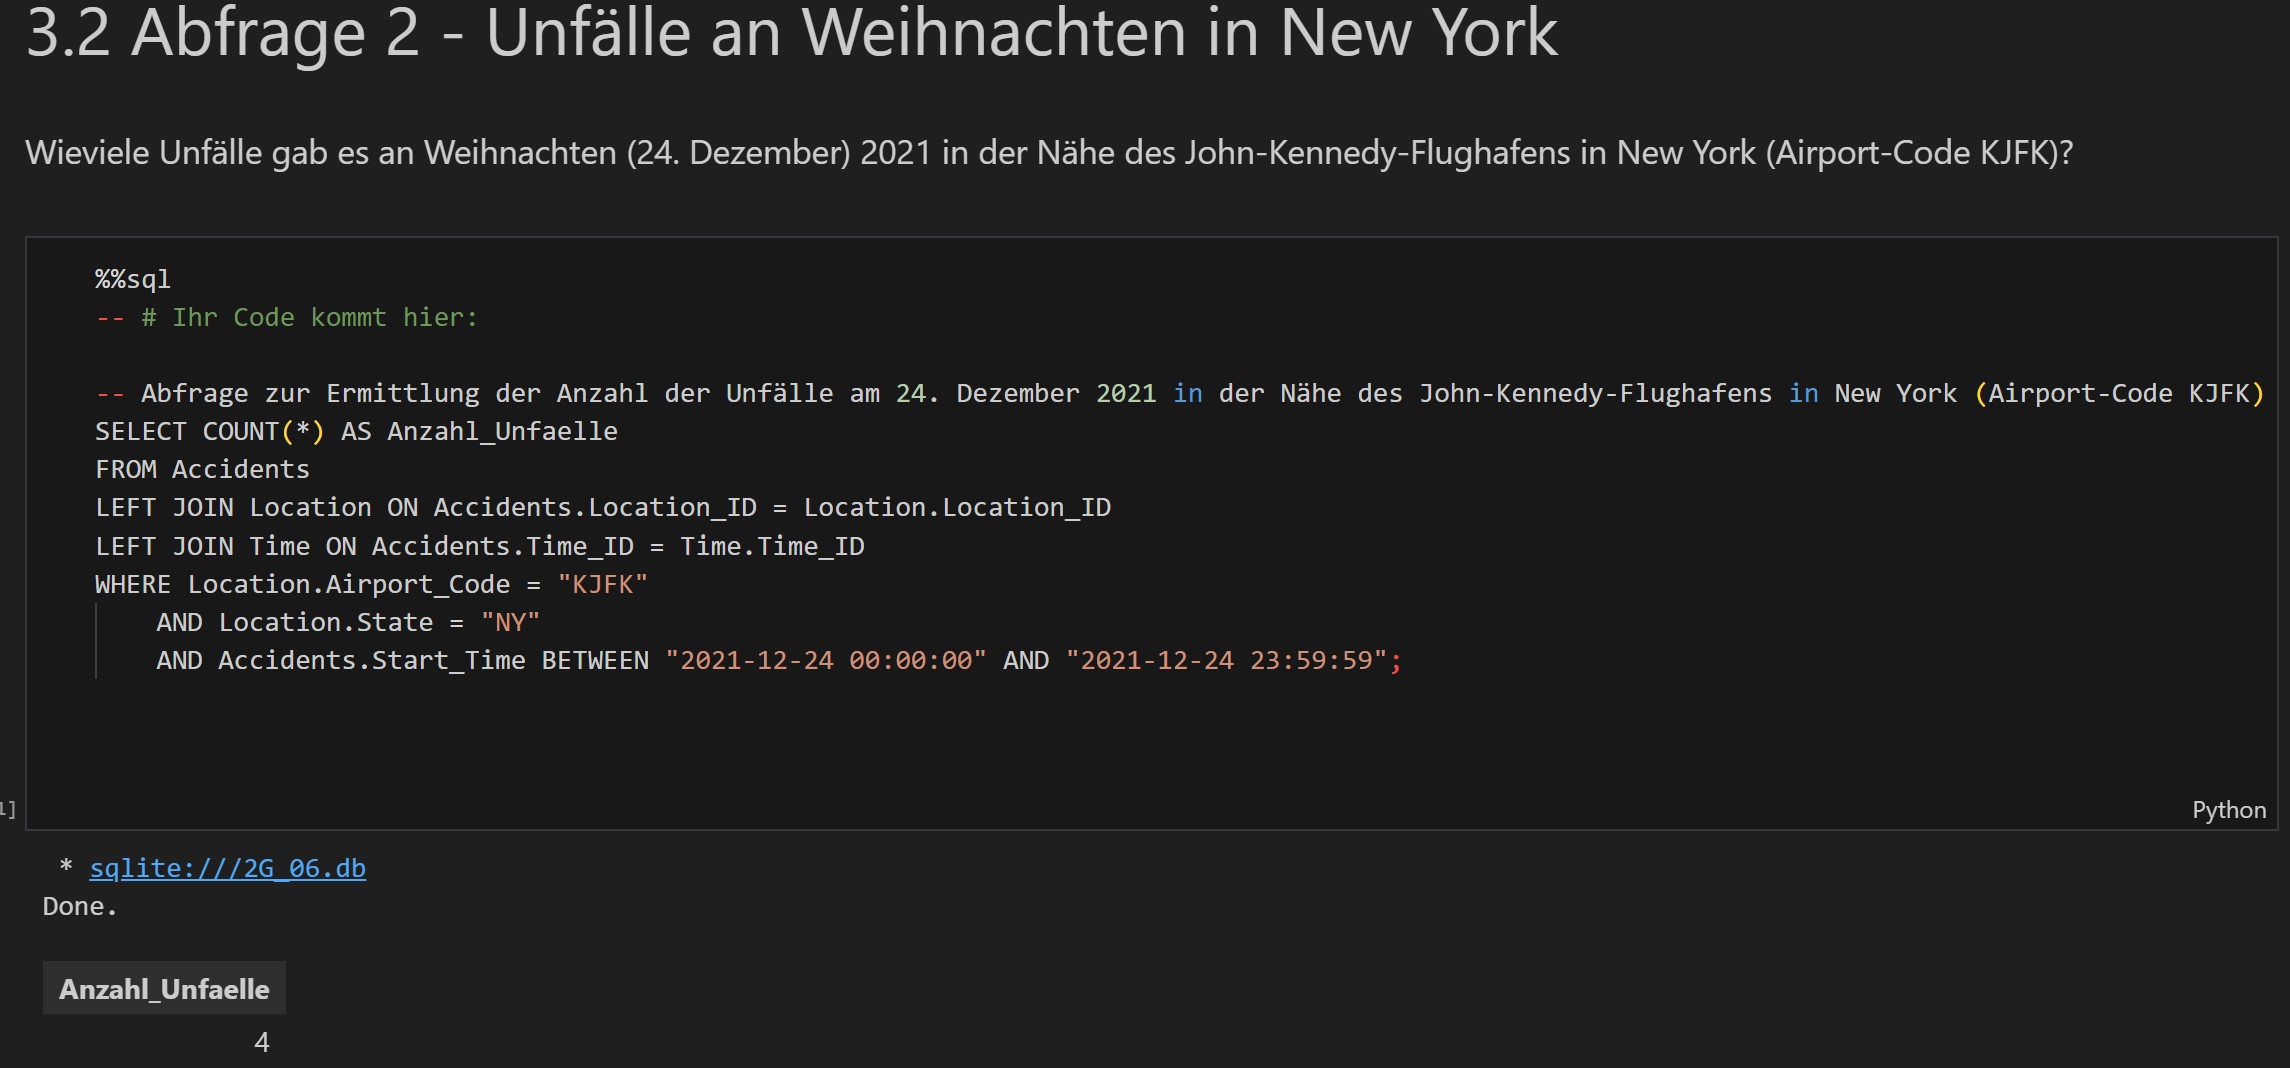 3.2 Abfrage 2 - Unfälle an Weihnachten in New York
Wieviele Unfälle gab es an Weihnachten (24. Dezember) 2021 in der Nähe des John-Kennedy-Flughafens in New York (Airport-Code KJFK)?
%%sql
-- # Ihr Code kommt hier:
-- Abfrage zur Ermittlung der Anzahl der Unfälle am 24. Dezember 2021 in der Nähe des John-Kennedy-Flughafens in New York (Airport-Code KJFK)
SELECT COUNT(*) AS Anzahl_Unfaelle
FROM Accidents
LEFT JOIN Location ON Accidents.Location_ID = Location.Location_ID
LEFT JOIN Time ON Accidents.Time_ID = Time.Time_ID
WHERE Location.Airport_Code = "KJFK"
AND Location.State = "NY"
AND Accidents.Start_Time BETWEEN "2021-12-24 00:00:00" AND "2021-12-24 23:59:59";
1]
Python
* sqlite:///2G_06.db
Done.
Anzahl_Unfaelle
4